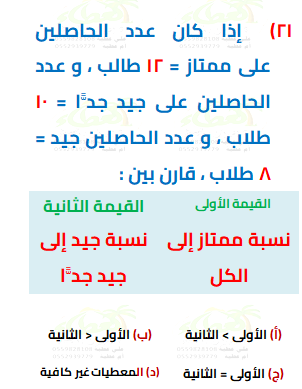 ٢١) إذا كان عدد الحاصلين
على ممتاز = ١٢ طالب ، و عدد
الحاصلين على جيد جدًّا = ١٠
طلاب ، و عدد الحاصلين جيد =
٨ طلاب ، قارن بين :
القيمة الأولى القيمة الثانية
نسبة ممتاز إلى نسبة جيد إلى
الكل جيد جدًّا
(أ) الأولى > الثانية (ب) الأولى < الثانية
(ج) الأولى = الثانية (د) المعطيات غير كافية